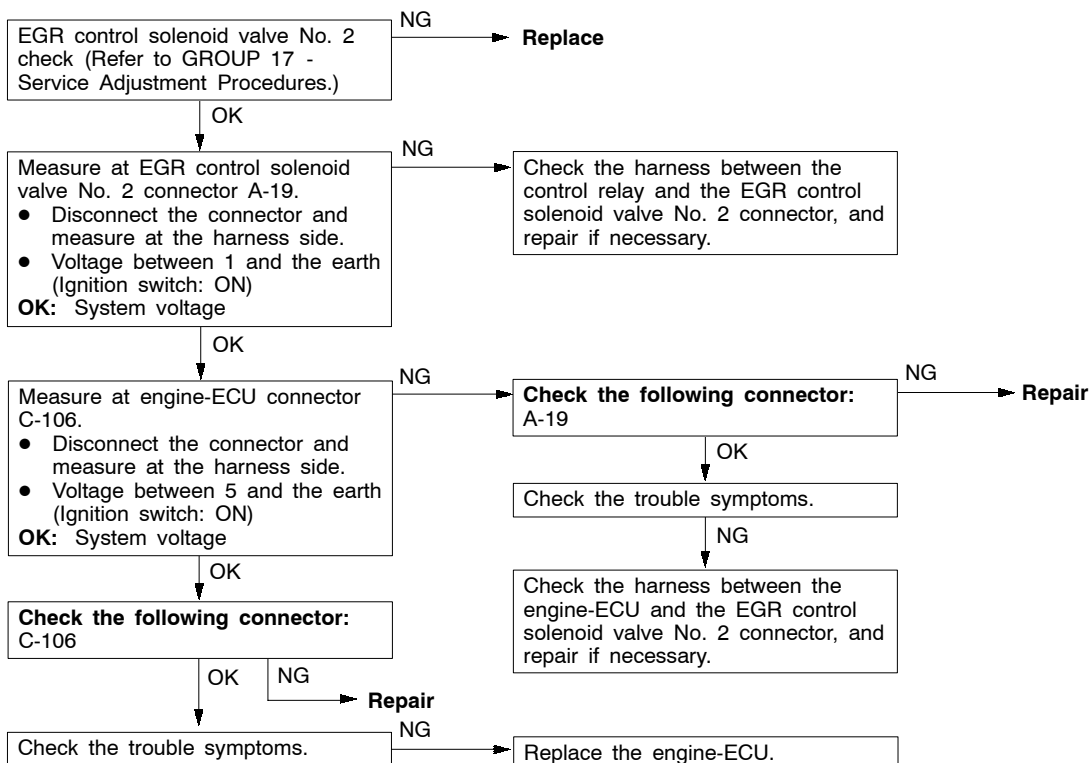 EGR control solenoid valve No. 2
check (Refer to GROUP 17 -
Service Adjustment Procedures.)
NG
Replace
OK
Measure at EGR control solenoid
valve No. 2 connector A-19.
● Disconnect the connector and
measure at the harness side.
● Voltage between 1 and the earth
(Ignition switch: ON)
OK: System voltage
NG
Check the harness between the
control relay and the EGR control
solenoid valve No. 2 connector, and
repair if necessary.
OK
Measure at engine-ECU connector
C-106.
● Disconnect the connector and
measure at the harness side.
● Voltage between 5 and the earth
(Ignition switch: ON)
OK: System voltage
NG
Check the following connector:
A-19
NG
Repair
OK
Check the trouble symptoms.
NG
Check the harness between the
engine-ECU and the EGR control
solenoid valve No. 2 connector, and
repair if necessary.
OK
Check the following connector:
C-106
OK
NG
Repair
Check the trouble symptoms.
NG
Replace the engine-ECU.